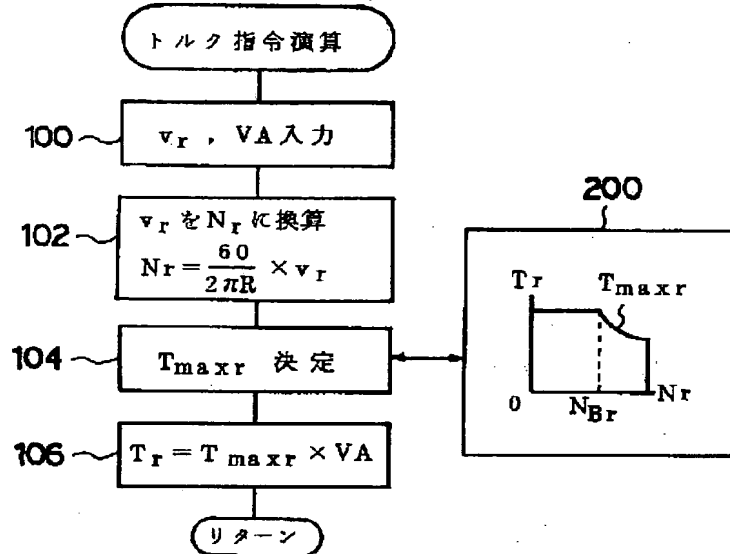 トルク指令演算
100
vr , VA入力
102
vrをNrに換算
Nr=60/2πR×vr
104
Tmaxr 決定
106
Tr=Tmaxr×VA
リターン
200
Tr
Tmaxr
0
NBr
Nr